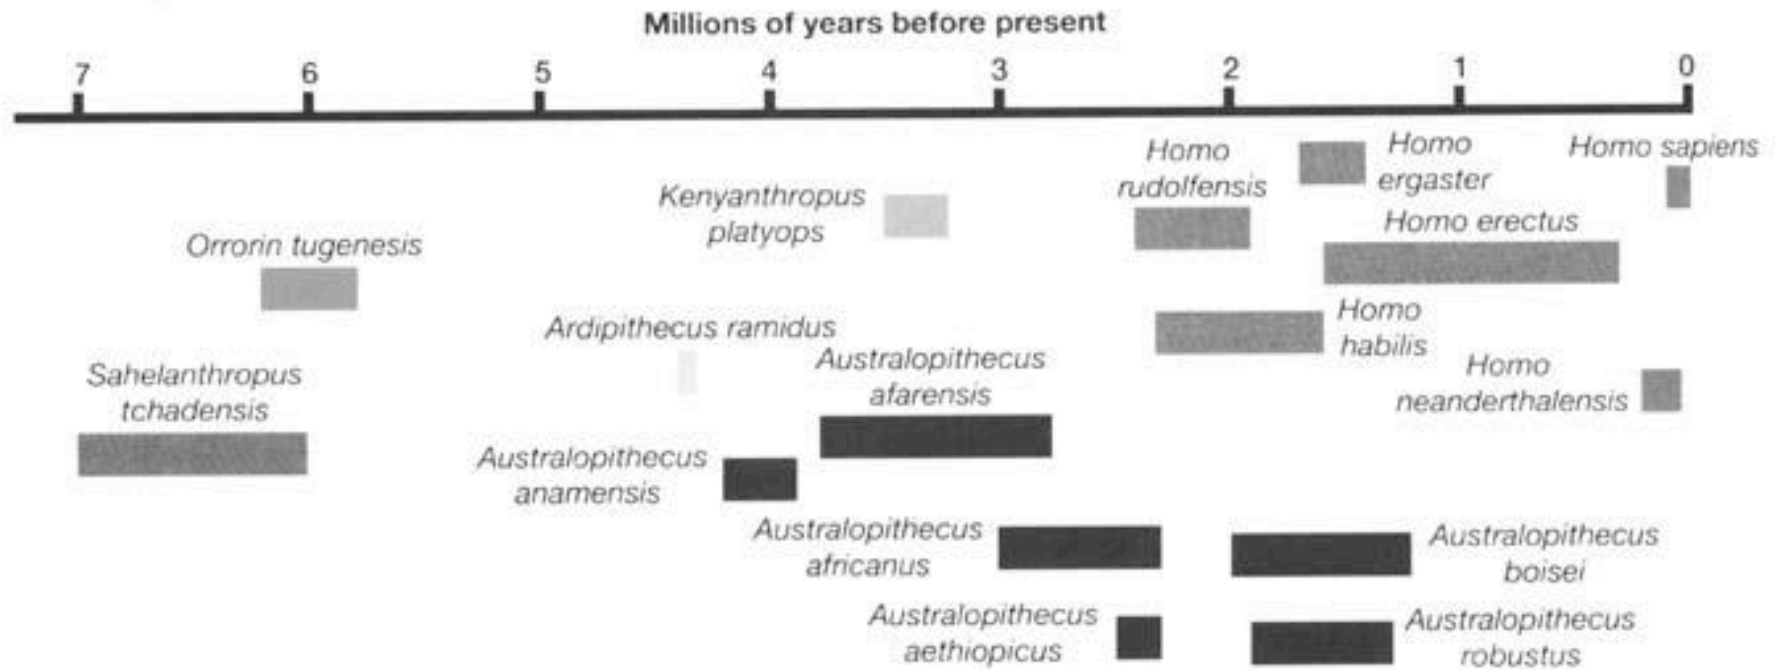 Millions of years before present
7 6 5 4 3 2 1 0
Homo
rudolfensis
Homo
ergaster
Homo sapiens
Kenyanthropus
platyops
Homo erectus
Orrorin tugenesis
Homo
habilis
Ardipithecus ramidus
Australopithecus
afarensis
Homo
neanderthalensis
Sahelanthropus
tchadensis
Australopithecus
anamensis
Australopithecus
africanus
Australopithecus
boisei
Australopithecus
aethiopicus
Australopithecus
robustus